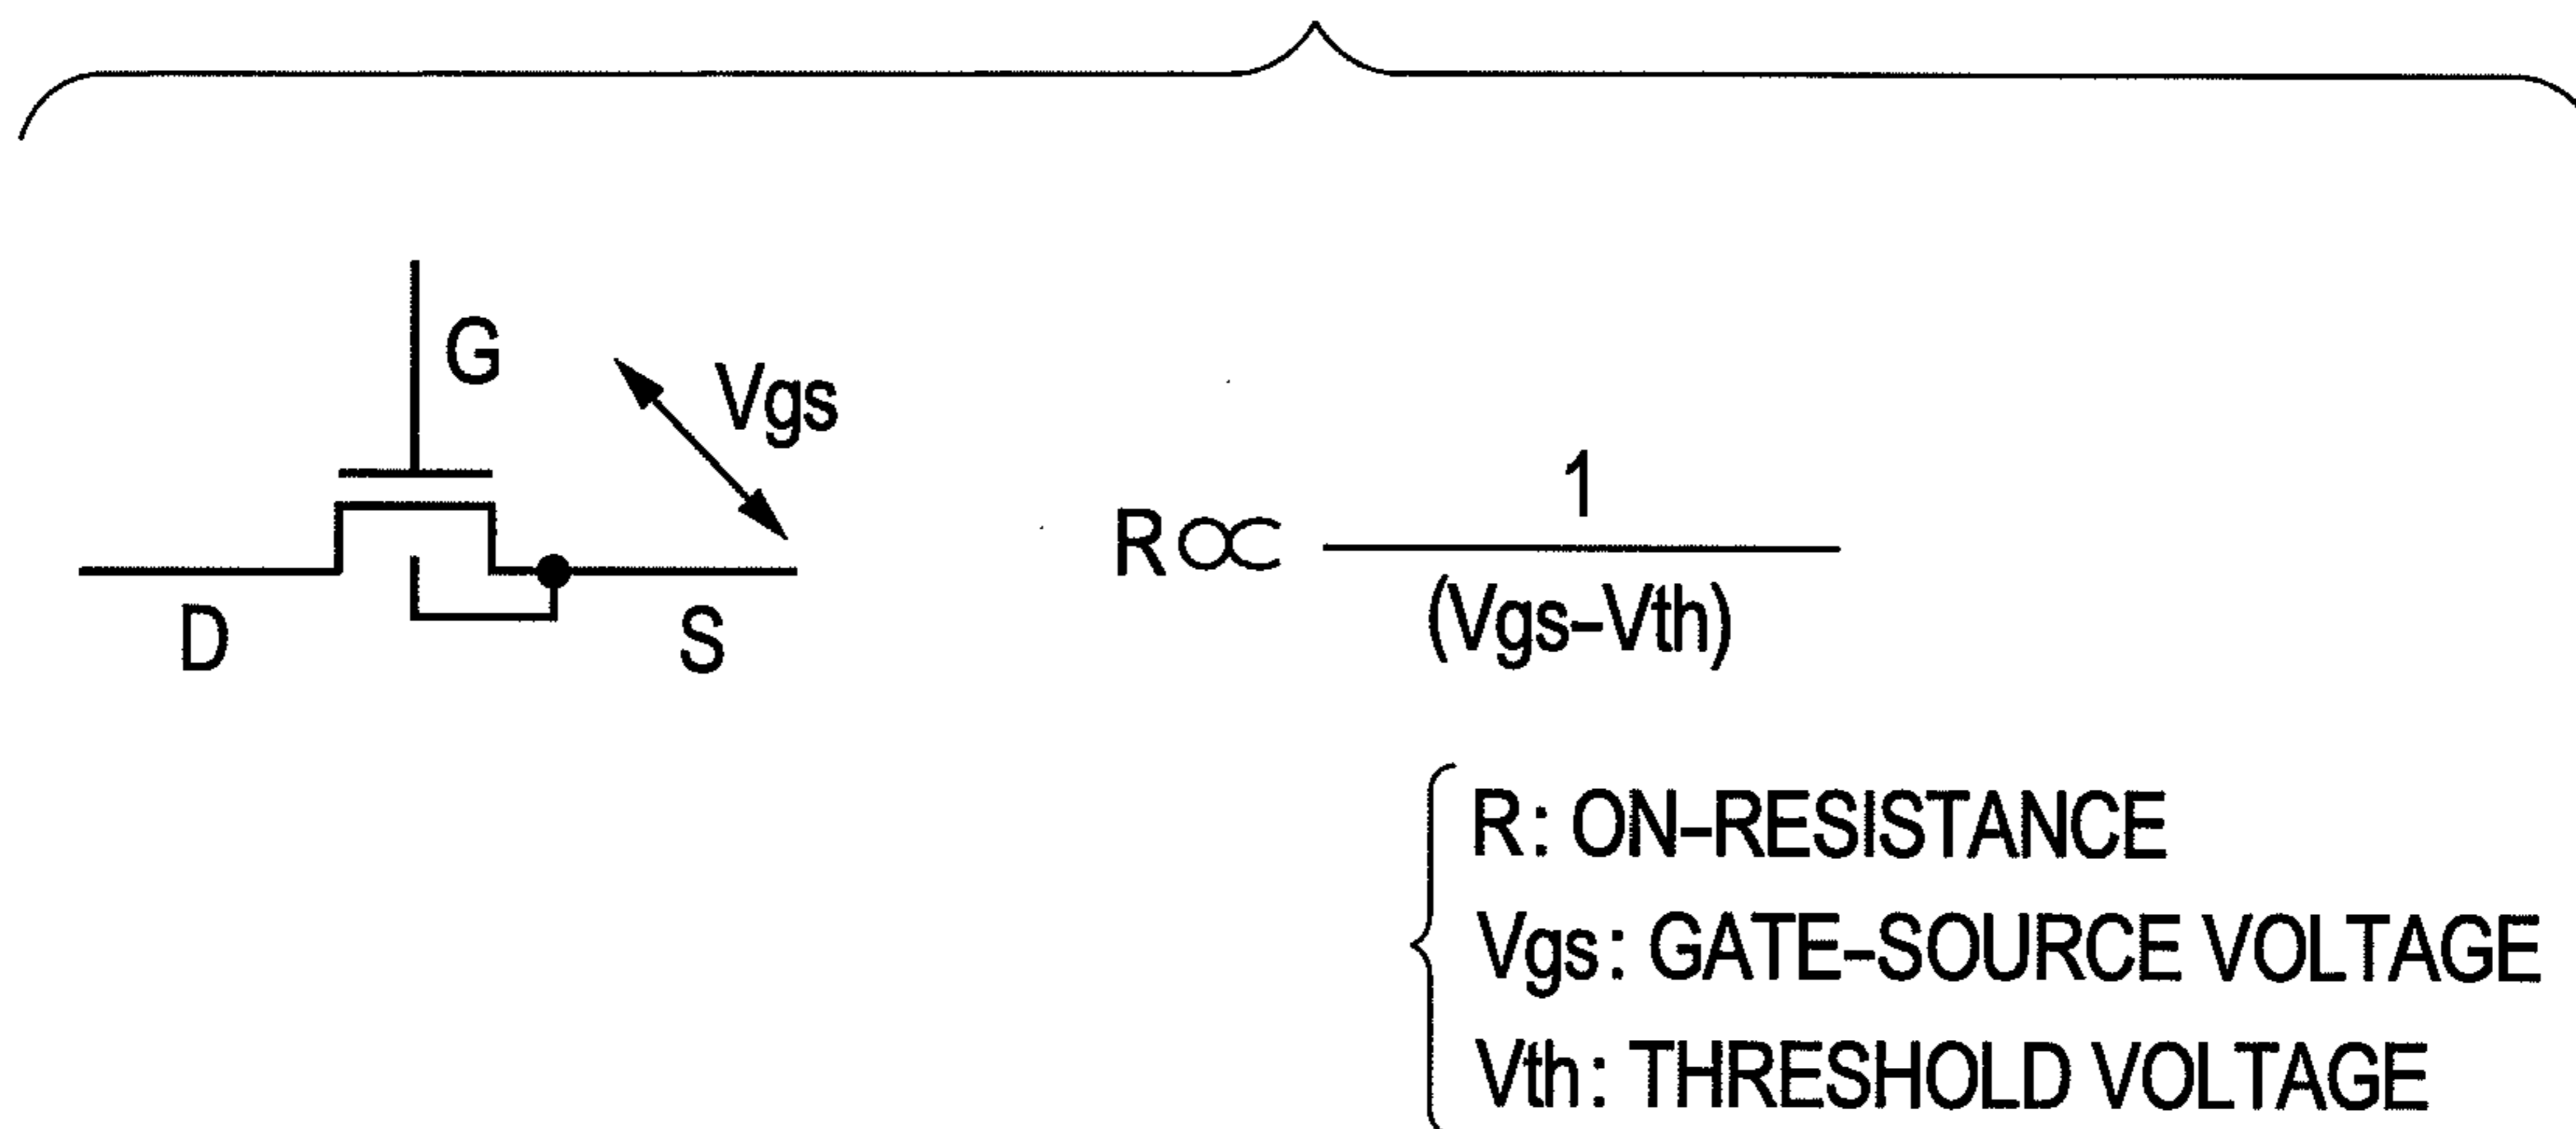 G
Vgs
D
S
R∝ 1
(Vgs-Vth)
R: ON-RESISTANCE
Vgs: GATE-SOURCE VOLTAGE
Vth: THRESHOLD VOLTAGE